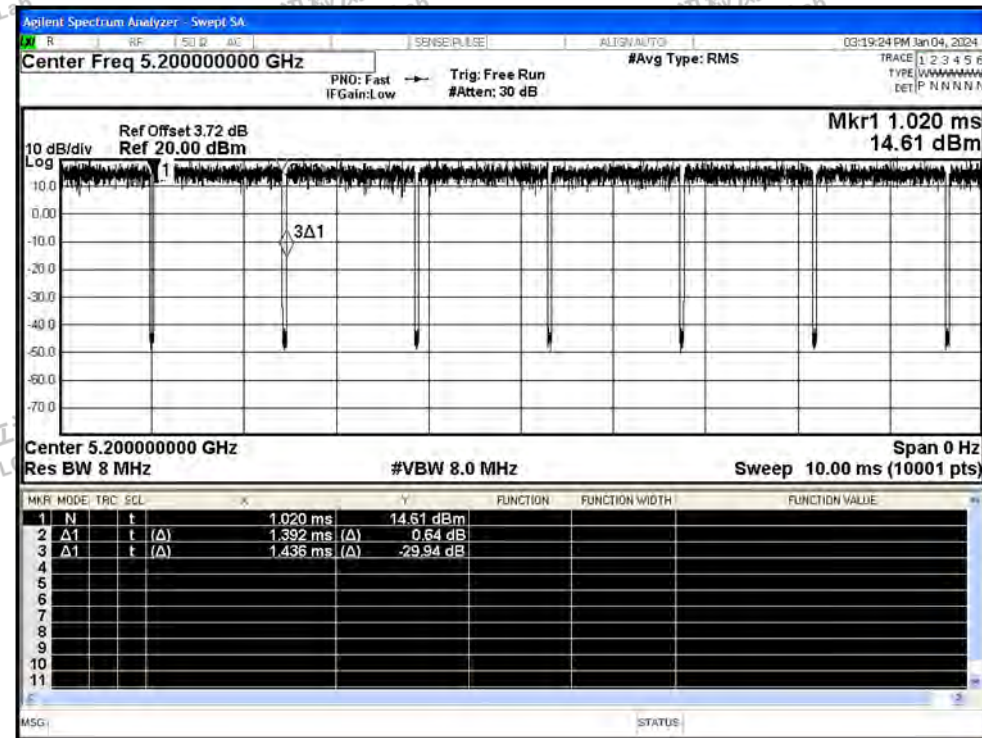 Agilent Spectrum Analyzer - Swept SA
LXI R RF 50 Ω AC SENSE:PULSE ALIGN AUTO 03:19:24 PM Jan 04, 2024
Center Freq 5.200000000 GHz #Avg Type: RMS TRACE 1 2 3 4 5 6
PNO: Fast Trig: Free Run TYPE WWWWWW
IFGain:Low #Atten: 30 dB DET P N N N N N
Mkr1 1.020 ms
Ref Offset 3.72 dB
10 dB/div Ref 20.00 dBm 14.61 dBm
Log
1
10.0
0.00
3Δ1
-10.0
-20.0
-30.0
-40.0
-50.0
-60.0
-70.0
Center 5.200000000 GHz Span 0 Hz
Res BW 8 MHz #VBW 8.0 MHz Sweep 10.00 ms (10001 pts)
MKR MODE TRC SCL X Y FUNCTION FUNCTION WIDTH FUNCTION VALUE
1 N t 1.020 ms 14.61 dBm
2 Δ1 t (Δ) 1.392 ms (Δ) 0.64 dB
3 Δ1 t (Δ) 1.436 ms (Δ) -29.94 dB
4
5
6
7
8
9
10
11
MSG STATUS